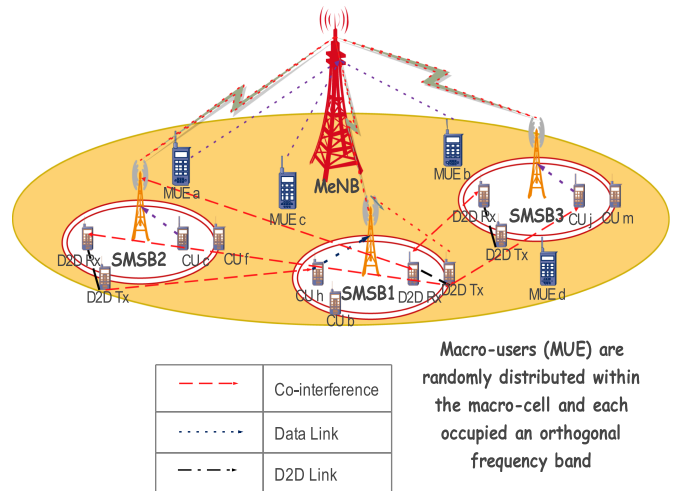 MUE a
MeNB
MUE b
MUE c
D2D Rx
SMSB3
CU j
CU m
D2D Tx
D2D Rx
SMSB2
CU c
CU f
D2D Tx
CU h
SMSB1
D2D Rx
D2D Tx
CU b
MUE d
Macro-users (MUE) are
randomly distributed within
the macro-cell and each
occupied an orthogonal
frequency band
Co-interference
Data Link
D2D Link